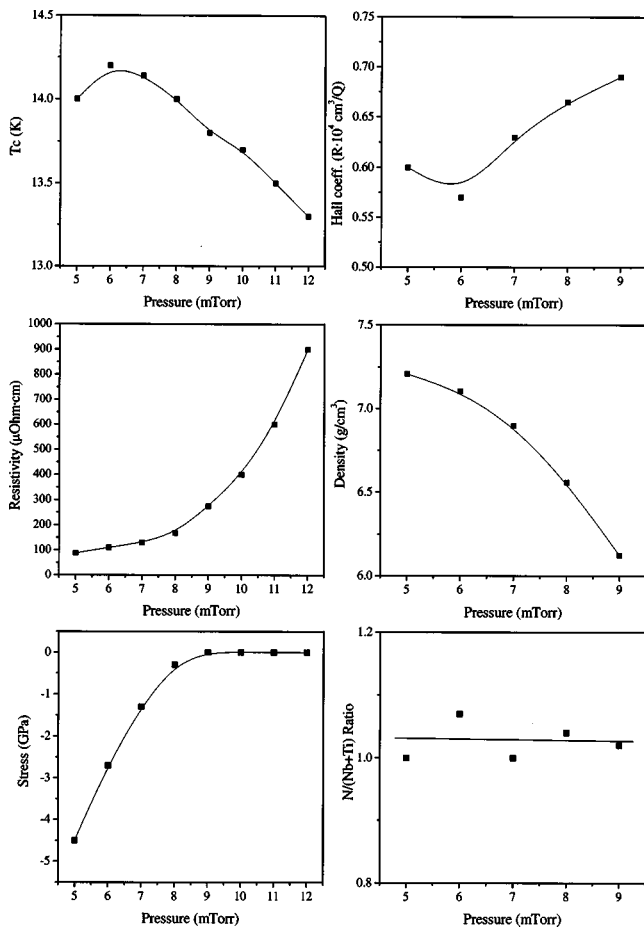 14.5
14.0
13.5
13.0
Tc (K)
5 6 7 8 9 10 11 12
Pressure (mTorr)
0.75
0.70
0.65
0.60
0.55
0.50
Hall coeff. (R·10⁴ cm³/Q)
5 6 7 8 9
Pressure (mTorr)
1000
900
800
700
600
500
400
300
200
100
0
Resistivity (μOhm·cm)
5 6 7 8 9 10 11 12
Pressure (mTorr)
7.5
7.0
6.5
6.0
Density (g/cm³)
5 6 7 8 9
Pressure (mTorr)
0
-1
-2
-3
-4
-5
Stress (GPa)
5 6 7 8 9 10 11 12
Pressure (mTorr)
1.2
1.0
0.8
N/(Nb+Ti) Ratio
5 6 7 8 9
Pressure (mTorr)